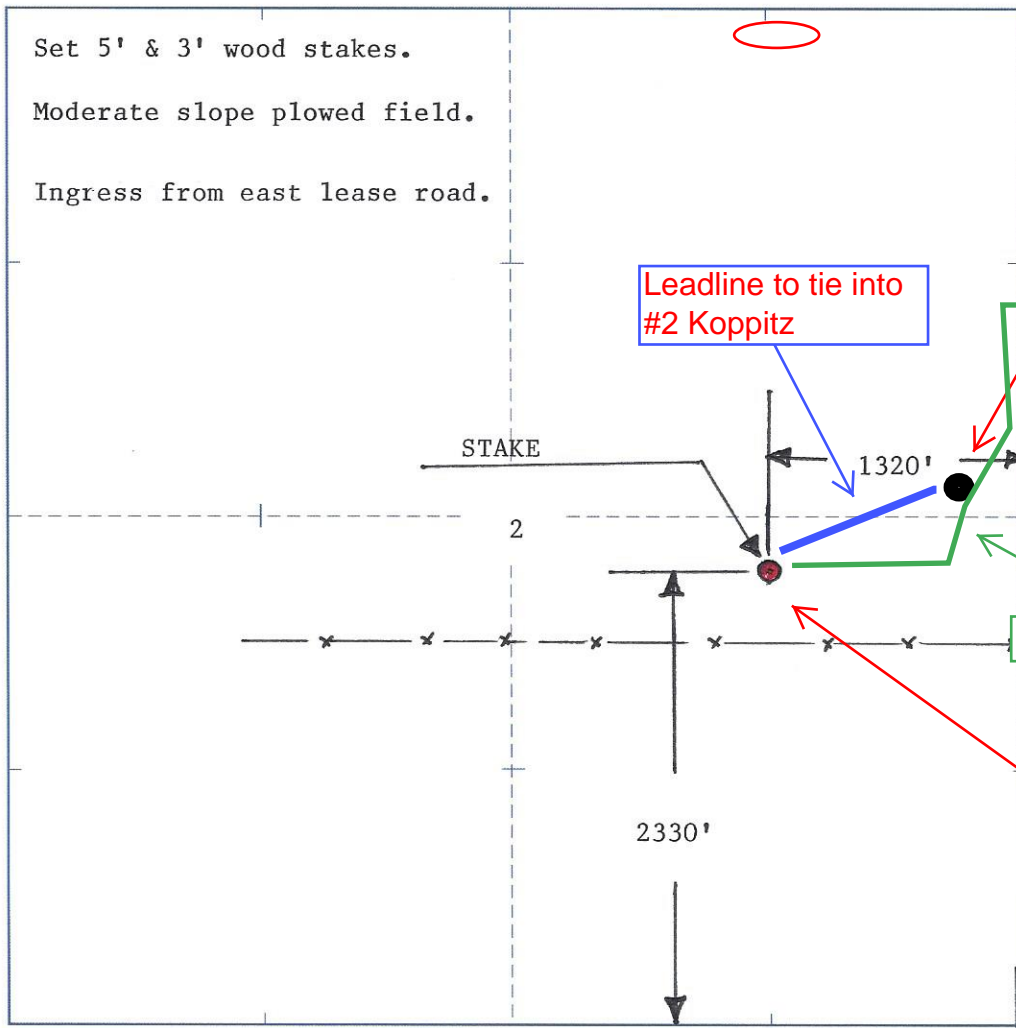 Set 5' & 3' wood stakes.
Moderate slope plowed field.
Ingress from east lease road.
Leadline to tie into
#2 Koppitz
STAKE
1320'
2
2330'